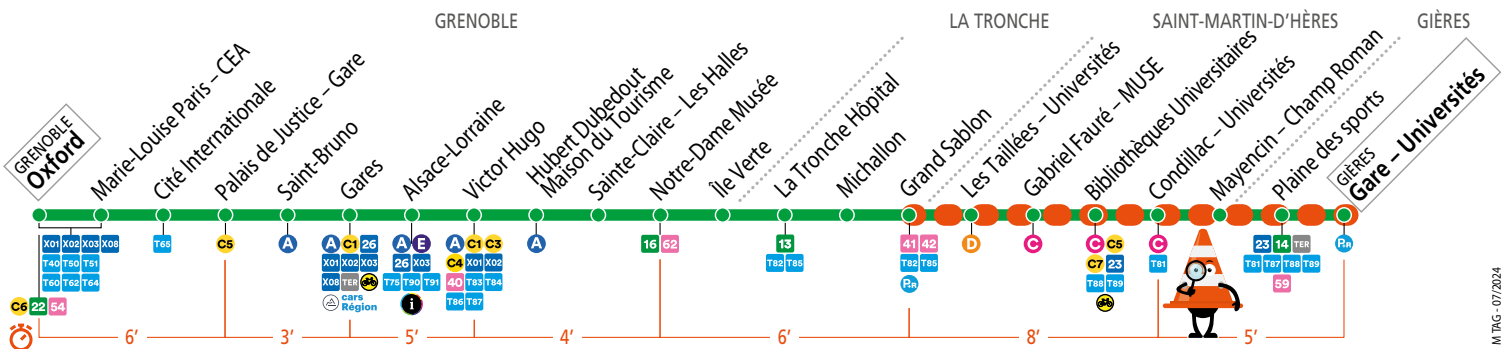 GRENOBLE
LA TRONCHE
SAINT-MARTIN-D’HÈRES
GIÈRES
GRENOBLE
Oxford
Marie-Louise Paris – CEA
Cité Internationale
Palais de Justice – Gare
Saint-Bruno
Gares
Alsace-Lorraine
Victor Hugo
Hubert Dubedout
Maison du Tourisme
Sainte-Claire – Les Halles
Notre-Dame Musée
Île Verte
La Tronche Hôpital
Michallon
Grand Sablon
Les Taillées – Universités
Gabriel Fauré – MUSE
Bibliothèques Universitaires
Condillac – Universités
Mayencin – Champ Roman
Plaine des sports
GIÈRES
Gare – Universités
X01 X02 X03 X08
T40 T50 T51
T60 T62 T64
C6 22 54
T65
C5
A
A C1 26
X01 X02 X03
X08 TER
cars
Région
A E
26 X03
T75 T90 T91
i
A C1 C3
C4 X01 X02
40 T83 T84
T86 T87
A
16 62
13
T82 T85
41 42
T82 T85
P+R
D
C
C C5
C7 23
T88 T89
C
T81
23 14 TER
T81 T87 T88 T89
59
P+R
6’ 3’ 5’ 4’ 6’ 8’ 5’
M TAG - 07/2024